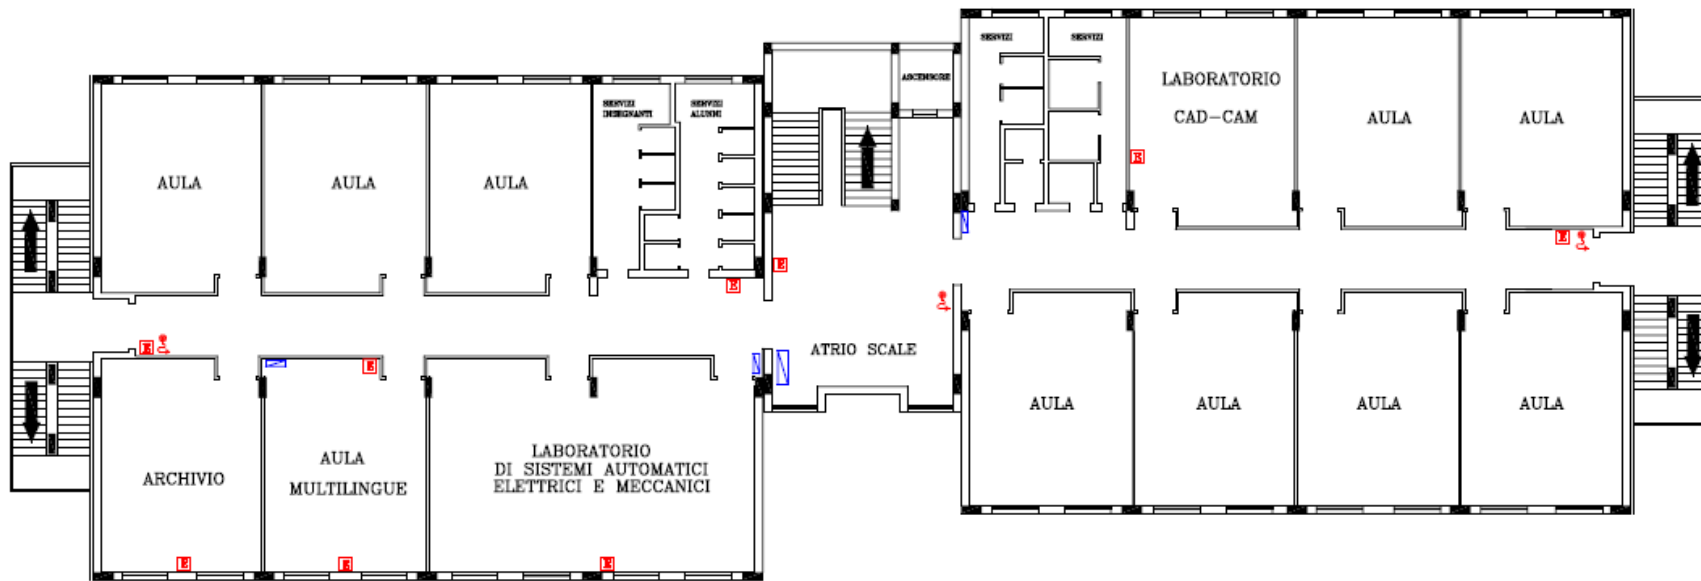 SERVIZI
SERVIZI
ASCENSORE
LABORATORIO
CAD-CAM
AULA
AULA
SERVIZI
INSEGNANTI
SERVIZI
ALUNNI
AULA
AULA
AULA
E
E
E
E
E
E
ATRIO SCALE
AULA
AULA
AULA
AULA
ARCHIVIO
AULA
MULTILINGUE
LABORATORIO
DI SISTEMI AUTOMATICI
ELETTRICI E MECCANICI
E
E
E